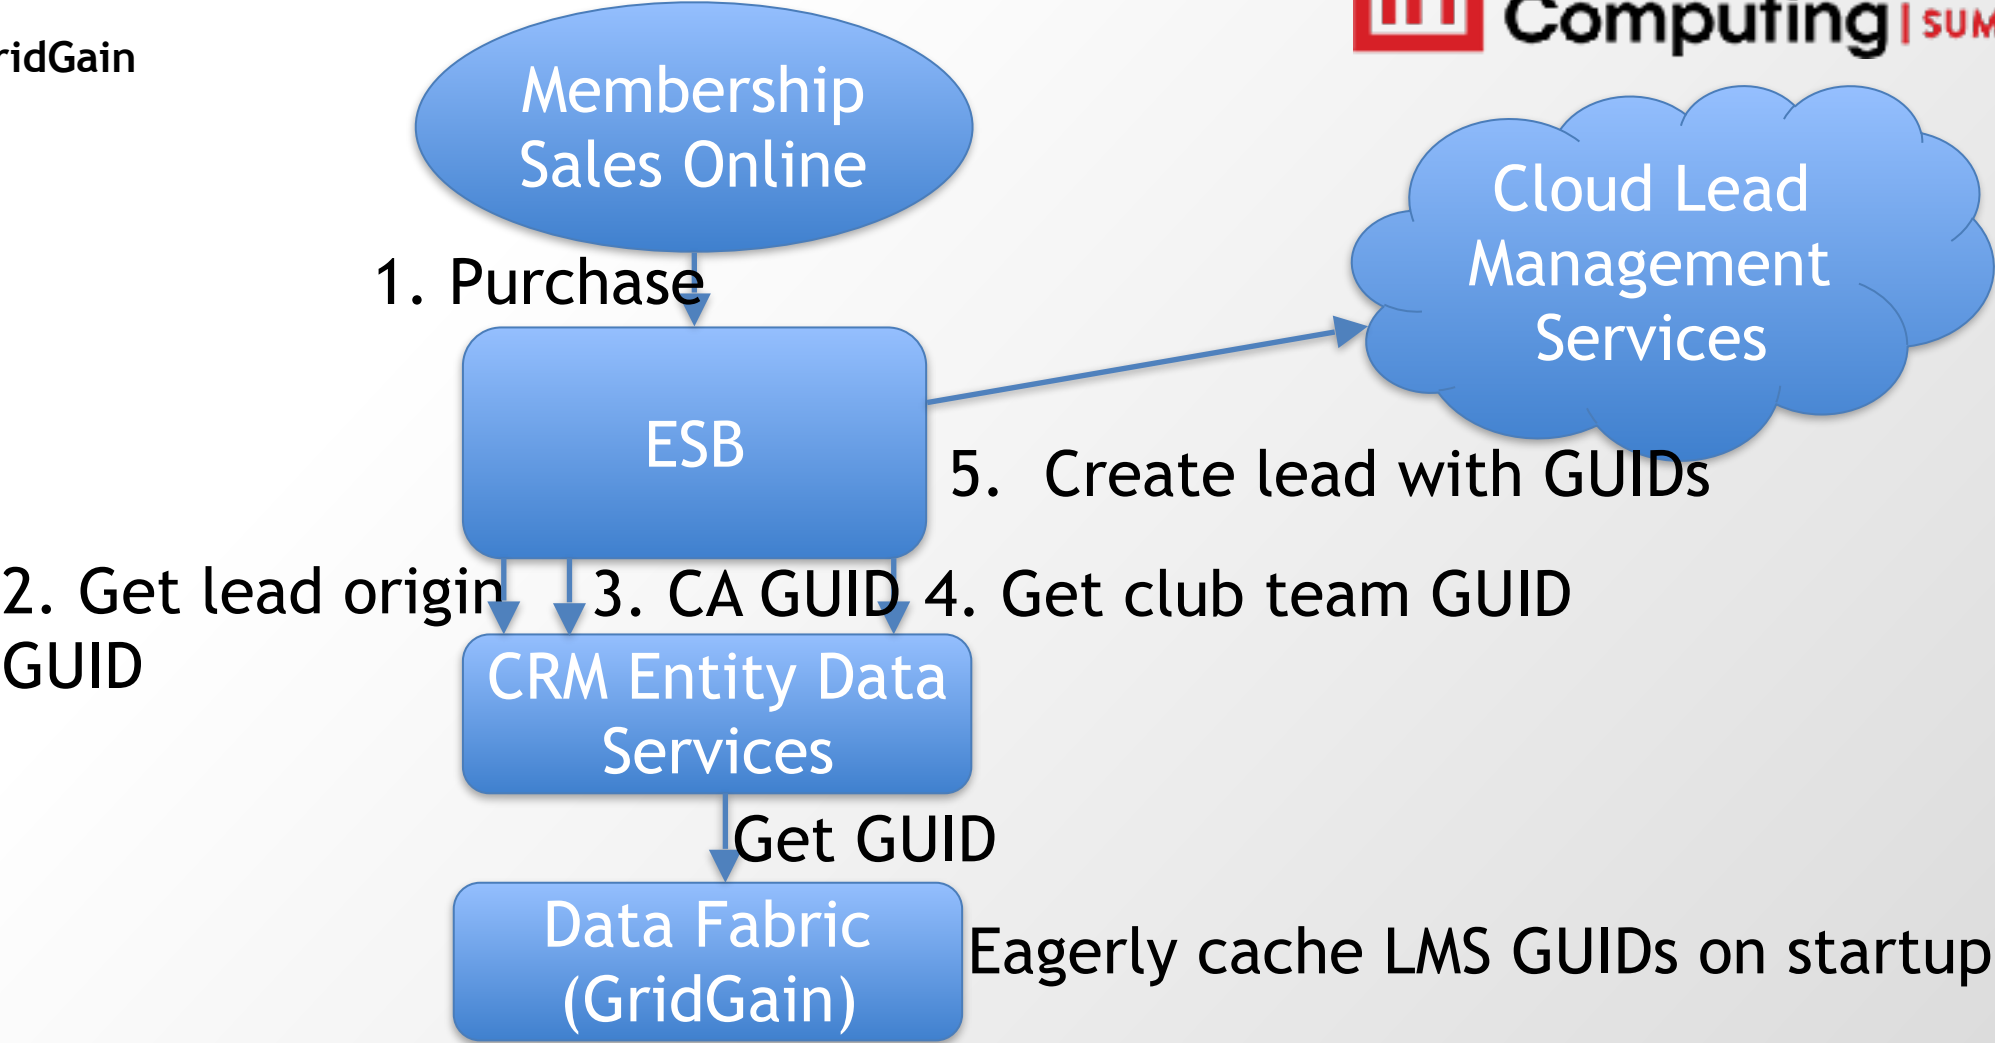 ridGain
Computing | SUM
Membership
Sales Online
Cloud Lead
Management
Services
1. Purchase
ESB
5. Create lead with GUIDs
2. Get lead origin
GUID
3. CA GUID
4. Get club team GUID
CRM Entity Data
Services
Get GUID
Data Fabric
(GridGain)
Eagerly cache LMS GUIDs on startup